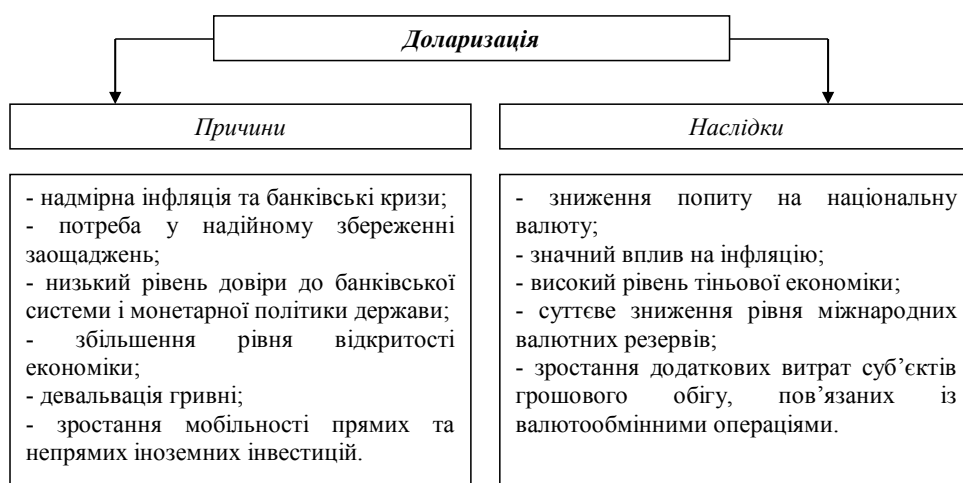 Доларизація
Причини
Наслідки
- надмірна інфляція та банківські кризи;
- потреба у надійному збереженні
заощаджень;
- низький рівень довіри до банківської
системи і монетарної політики держави;
- збільшення рівня відкритості
економіки;
- девальвація гривні;
- зростання мобільності прямих та
непрямих іноземних інвестицій.
- зниження попиту на національну
валюту;
- значний вплив на інфляцію;
- високий рівень тіньової економіки;
- суттєве зниження рівня міжнародних
валютних резервів;
- зростання додаткових витрат суб’єктів
грошового обігу, пов’язаних із
валютообмінними операціями.